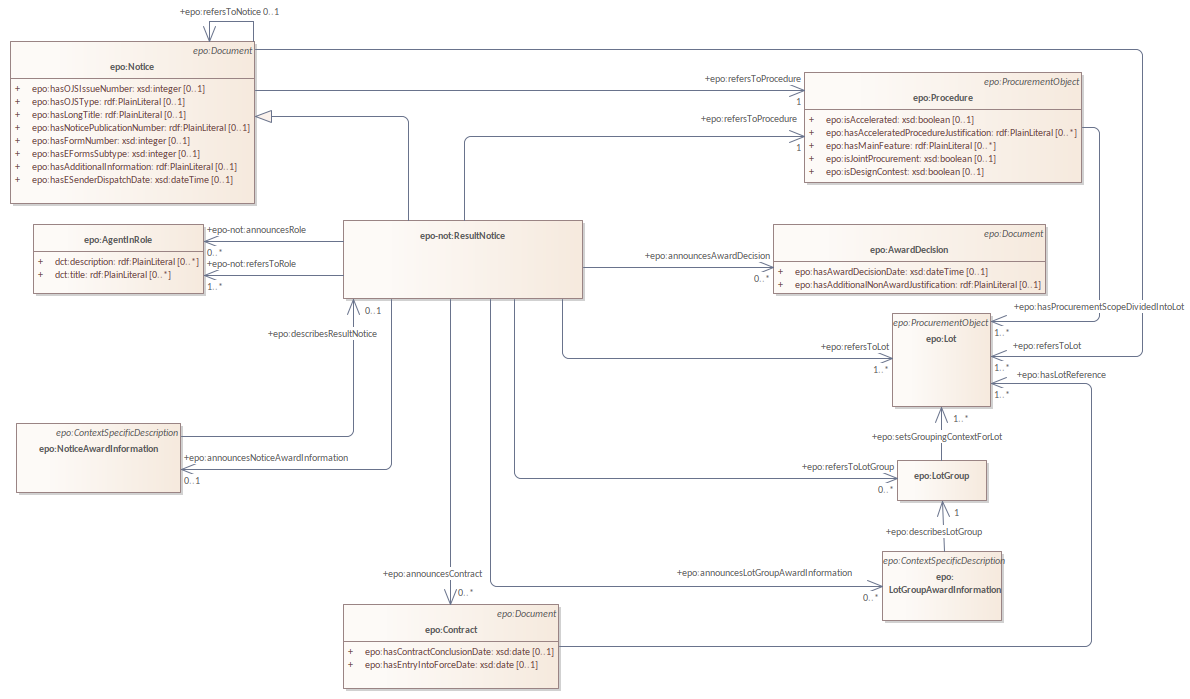 +epo:refersToNotice 0..1
epo:Document
epo:Notice
+ epo:hasOJSIssueNumber: xsd:integer [0..1]
+ epo:hasOJSType: rdf:PlainLiteral [0..1]
+ epo:hasLongTitle: rdf:PlainLiteral [0..1]
+ epo:hasNoticePublicationNumber: rdf:PlainLiteral [0..1]
+ epo:hasFormNumber: xsd:integer [0..1]
+ epo:hasEFormsSubtype: xsd:integer [0..1]
+ epo:hasAdditionalInformation: rdf:PlainLiteral [0..1]
+ epo:hasESenderDispatchDate: xsd:dateTime [0..1]
+epo:refersToProcedure
1
+epo:refersToProcedure
1
epo:ProcurementObject
epo:Procedure
+ epo:isAccelerated: xsd:boolean [0..1]
+ epo:hasAcceleratedProcedureJustification: rdf:PlainLiteral [0..*]
+ epo:hasMainFeature: rdf:PlainLiteral [0..*]
+ epo:isJointProcurement: xsd:boolean [0..1]
+ epo:isDesignContest: xsd:boolean [0..1]
epo:AgentInRole
+ dct:description: rdf:PlainLiteral [0..*]
+ dct:title: rdf:PlainLiteral [0..*]
+epo-not:announcesRole
0..*
+epo-not:refersToRole
1..*
epo-not:ResultNotice
+epo:announcesAwardDecision
0..*
epo:Document
epo:AwardDecision
+ epo:hasAwardDecisionDate: xsd:dateTime [0..1]
+ epo:hasAdditionalNonAwardJustification: rdf:PlainLiteral [0..1]
0..1
+epo:describesResultNotice
+epo:hasProcurementScopeDividedIntoLot
1..*
epo:ProcurementObject
epo:Lot
+epo:refersToLot
1..*
+epo:refersToLot
1..*
+epo:hasLotReference
1..*
1..*
+epo:setsGroupingContextForLot
epo:ContextSpecificDescription
epo:NoticeAwardInformation
+epo:announcesNoticeAwardInformation
0..1
+epo:refersToLotGroup
0..*
epo:LotGroup
1
+epo:describesLotGroup
epo:ContextSpecificDescription
epo:
LotGroupAwardInformation
+epo:announcesLotGroupAwardInformation
0..*
+epo:announcesContract
0..*
epo:Document
epo:Contract
+ epo:hasContractConclusionDate: xsd:date [0..1]
+ epo:hasEntryIntoForceDate: xsd:date [0..1]